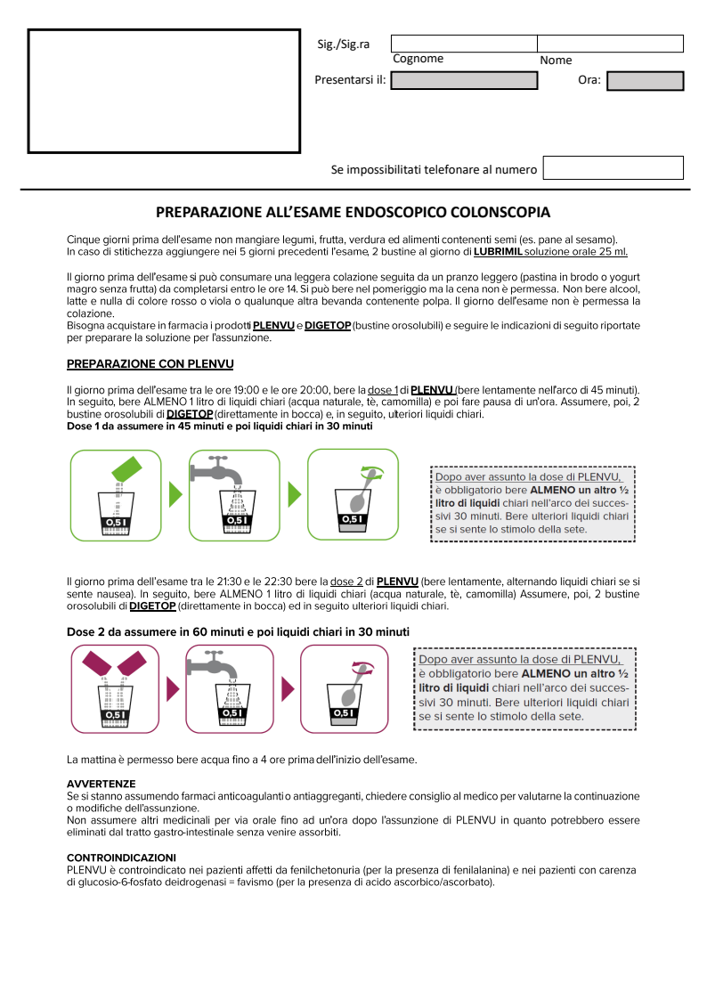 Sig./Sig.ra
Cognome
Nome
Presentarsi il:
Ora:
Se impossibilitati telefonare al numero
PREPARAZIONE ALL’ESAME ENDOSCOPICO COLONSCOPIA
Cinque giorni prima dell’esame non mangiare legumi, frutta, verdura ed alimenti contenenti semi (es. pane al sesamo).
In caso di stitichezza aggiungere nei 5 giorni precedenti l’esame, 2 bustine al giorno di LUBRIMIL soluzione orale 25 ml.
Il giorno prima dell’esame si può consumare una leggera colazione seguita da un pranzo leggero (pastina in brodo o yogurt
magro senza frutta) da completarsi entro le ore 14. Si può bere nel pomeriggio ma la cena non è permessa. Non bere alcool,
latte e nulla di colore rosso o viola o qualunque altra bevanda contenente polpa. Il giorno dell’esame non è permessa la
colazione.
Bisogna acquistare in farmacia i prodotti PLENVU e DIGETOP (bustine orosolubili) e seguire le indicazioni di seguito riportate
per preparare la soluzione per l’assunzione.
PREPARAZIONE CON PLENVU
Il giorno prima dell’esame tra le ore 19:00 e le ore 20:00, bere la dose 1 di PLENVU (bere lentamente nell’arco di 45 minuti).
In seguito, bere ALMENO 1 litro di liquidi chiari (acqua naturale, tè, camomilla) e poi fare pausa di un’ora. Assumere, poi, 2
bustine orosolubili di DIGETOP (direttamente in bocca) e, in seguito, ulteriori liquidi chiari.
Dose 1 da assumere in 45 minuti e poi liquidi chiari in 30 minuti
0,5 l
0,5 l
0,5 l
Dopo aver assunto la dose di PLENVU,
è obbligatorio bere ALMENO un altro ½
litro di liquidi chiari nell’arco dei succes-
sivi 30 minuti. Bere ulteriori liquidi chiari
se si sente lo stimolo della sete.
Il giorno prima dell’esame tra le 21:30 e le 22:30 bere la dose 2 di PLENVU (bere lentamente, alternando liquidi chiare se si
sente nausea). In seguito, bere ALMENO 1 litro di liquidi chiari (acqua naturale, tè, camomilla) Assumere, poi, 2 bustine
orosolubili di DIGETOP (direttamente in bocca) ed in seguito ulteriori liquidi chiari.
Dose 2 da assumere in 60 minuti e poi liquidi chiari in 30 minuti
0,5 l
0,5 l
0,5 l
Dopo aver assunto la dose di PLENVU,
è obbligatorio bere ALMENO un altro ½
litro di liquidi chiari nell’arco dei succes-
sivi 30 minuti. Bere ulteriori liquidi chiari
se si sente lo stimolo della sete.
La mattina è permesso bere acqua fino a 4 ore prima dell’inizio dell’esame.
AVVERTENZE
Se si stanno assumendo farmaci anticoagulanti o antiaggreganti, chiedere consiglio al medico per valutarne la continuazione
o modifiche dell’assunzione.
Non assumere altri medicinali per via orale fino ad un’ora dopo l’assunzione di PLENVU in quanto potrebbero essere
eliminati dal tratto gastro-intestinale senza venire assorbiti.
CONTROINDICAZIONI
PLENVU è controindicato nei pazienti affetti da fenilchetonuria (per la presenza di fenilalanina) e nei pazienti con carenza
di glucosio-6-fosfato deidrogenasi = favismo (per la presenza di acido ascorbico/ascorbato).